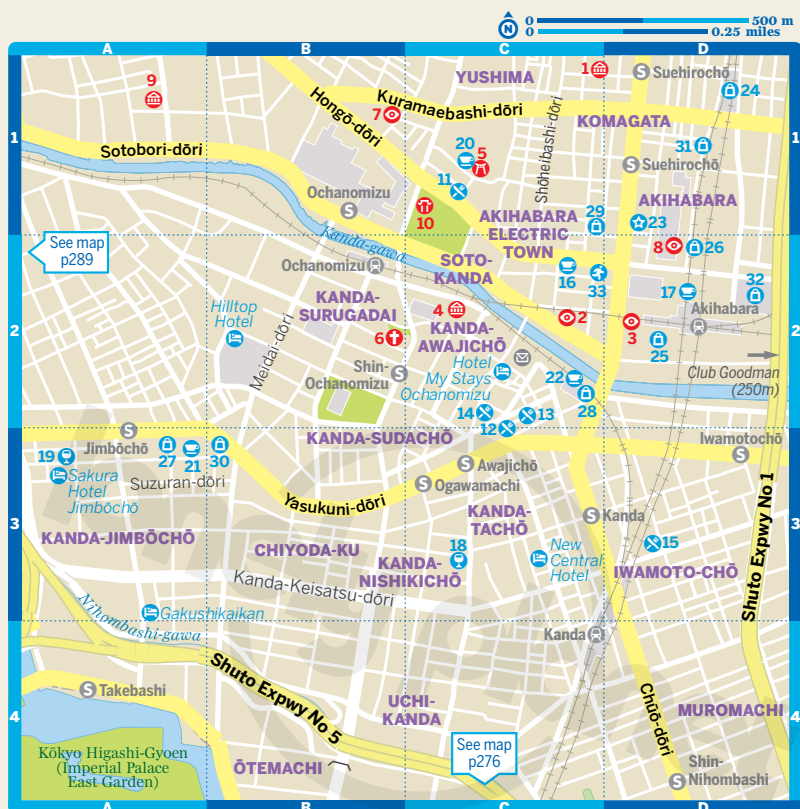 0 500 m
N
0 0.25 miles
A B C D
9
YUSHIMA
1
Suehirochō
24
Kuramaebashi-dōri
Hongō-dōri
7
KOMAGATA
1
1
Sotobori-dōri
20
5
Shōheibashi-dōri
31
Suehirochō
11
Ochanomizu
10
AKIHABARA
ELECTRIC
TOWN
29
AKIHABARA
23
See map
p289
Kanda-gawa
8
26
Ochanomizu
SOTO-
KANDA
16
33
17
32
KANDA-
SURUGADAI
4
2
3
Akihabara
Hilltop
Hotel
Meidai-dōri
6
KANDA-
AWAJICHŌ
25
2
2
Shin-
Ochanomizu
Hotel
My Stays
Ochanomizu
22
28
Club Goodman
(250m)
14
13
12
KANDA-SUDACHŌ
Jimbōchō
Iwamotochō
19
27
21
30
Awajichō
Sakura
Hotel
Jimbōchō
Suzuran-dōri
Ogawamachi
Yasukuni-dōri
KANDA-
TACHŌ
Kanda
Shuto Expwy No 1
3
3
KANDA-JIMBŌCHŌ
CHIYODA-KU
18
KANDA-
NISHIKICHŌ
New
Central
Hotel
15
IWAMOTO-CHŌ
Kanda-Keisatsu-dōri
Nihombashi-gawa
Gakushikaikan
Kanda
Shuto Expwy No 5
Takebashi
UCHI-
KANDA
Chūō-dōri
MUROMACHI
4
4
Kōkyo Higashi-Gyoen
(Imperial Palace
East Garden)
ŌTEMACHI
See map
p276
Shin-
Nihombashi
A B C D